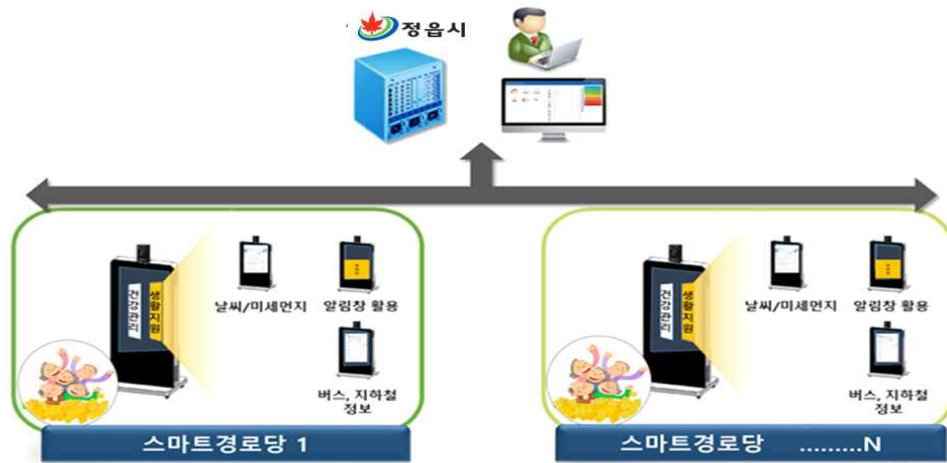 정읍시
건강관리
생활지원
날씨/미세먼지
알림창 활용
버스, 지하철
정보
스마트경로당 1
건강관리
생활지원
날씨/미세먼지
알림창 활용
버스, 지하철
정보
스마트경로당 .........N